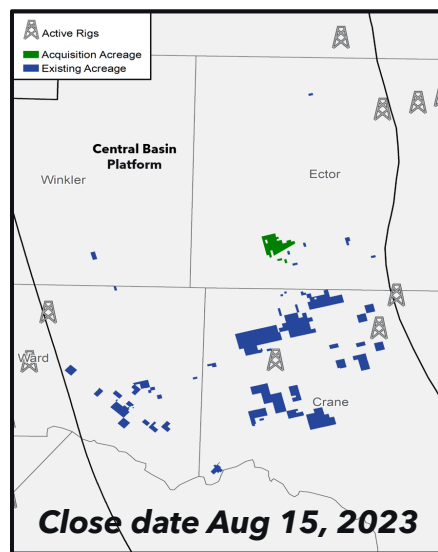 Active Rigs
Acquisition Acreage
Existing Acreage
Central Basin
Platform
Winkler
Ector
Ward
Crane
Close date Aug 15, 2023